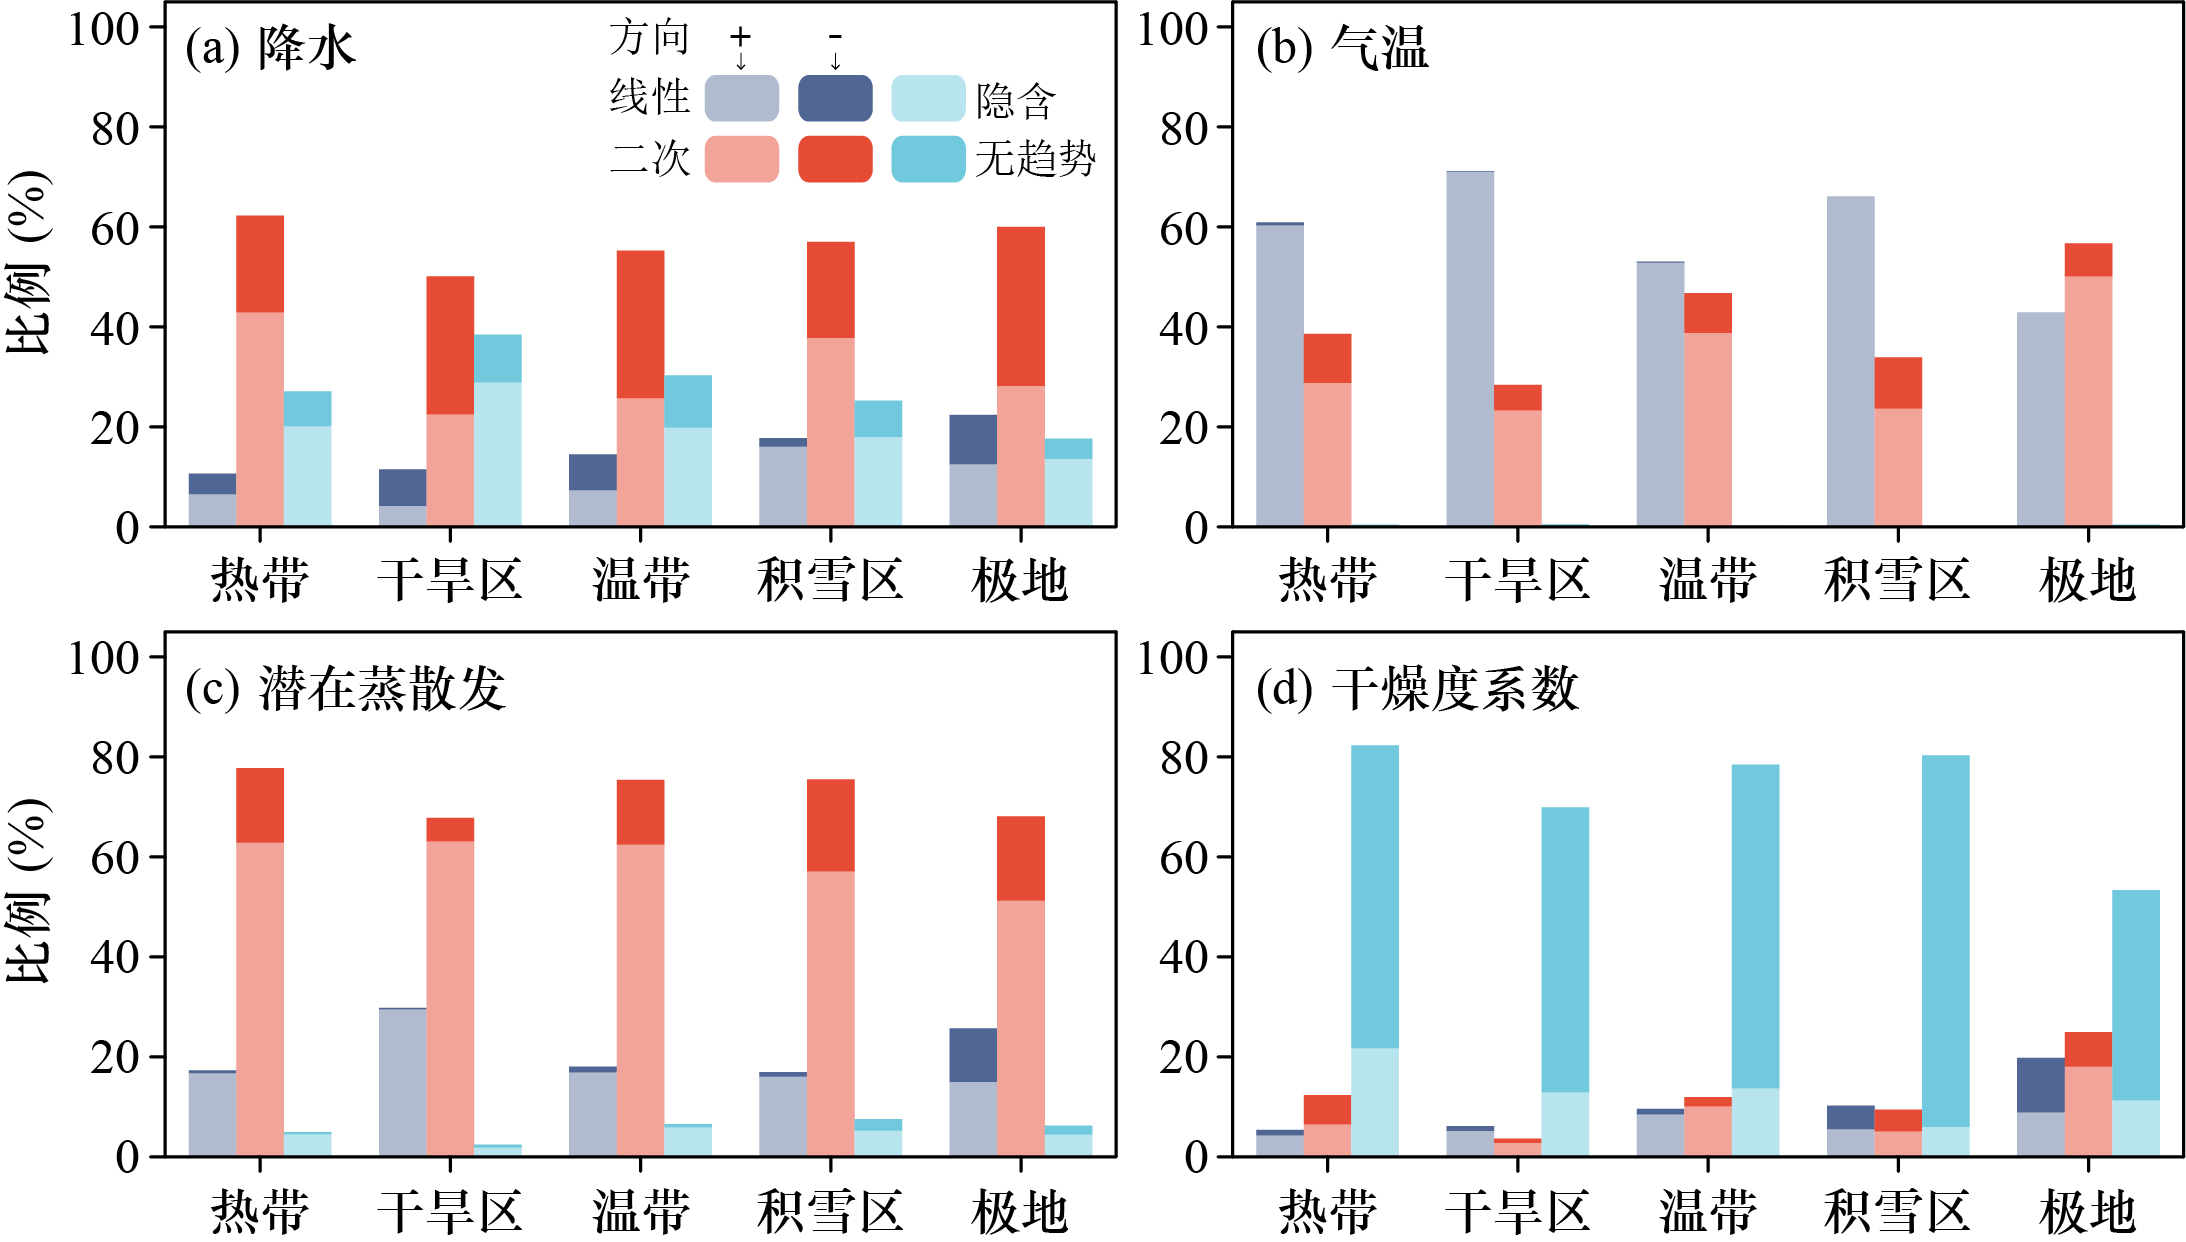 (a) 降水
方向 + -
↓ ↓
线性 隐含
二次 无趋势
比例 (%)
100
80
60
40
20
0
热带 干旱区 温带 积雪区 极地
(b) 气温
100
80
60
40
20
0
热带 干旱区 温带 积雪区 极地
(c) 潜在蒸散发
比例 (%)
100
80
60
40
20
0
热带 干旱区 温带 积雪区 极地
(d) 干燥度系数
100
80
60
40
20
0
热带 干旱区 温带 积雪区 极地